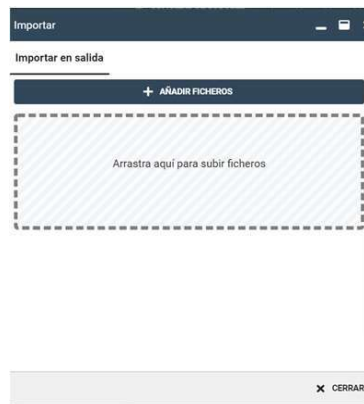 Importar
Importar en salida
+ AÑADIR FICHEROS
Arrastra aquí para subir ficheros
CERRAR